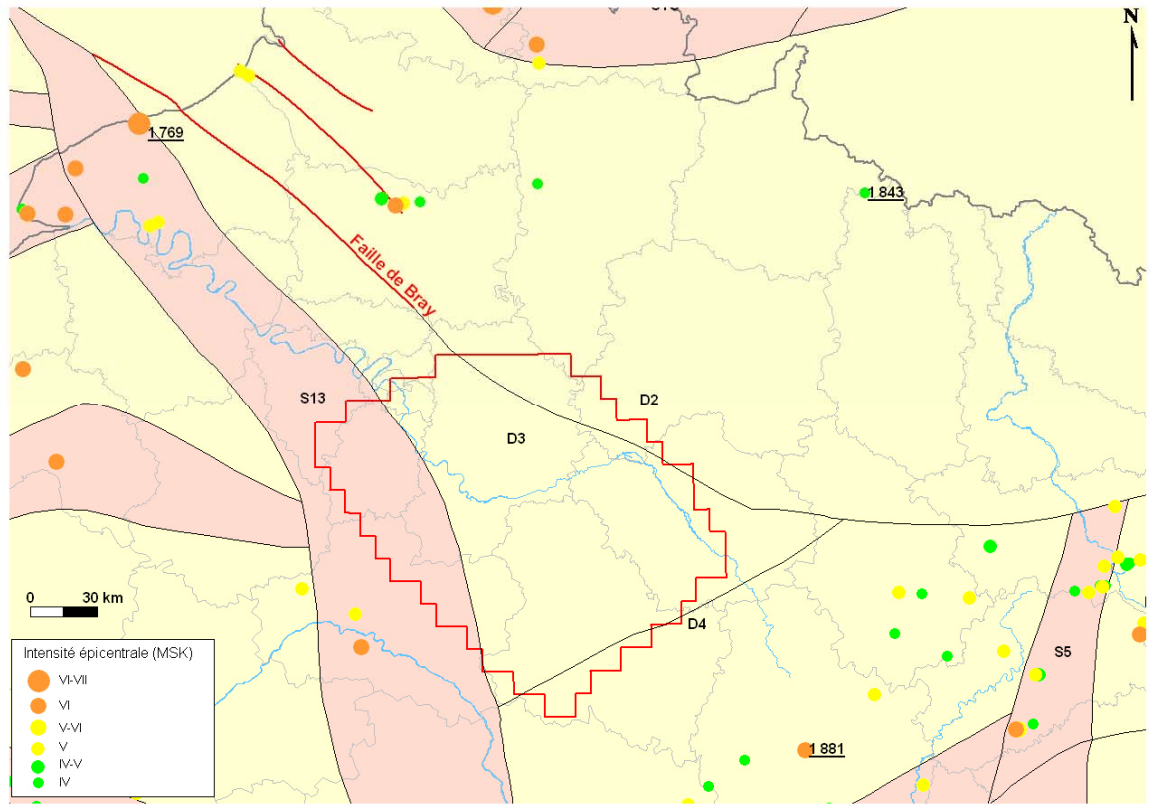 N
1 769
1 843
Faille de Bray
S13
D2
D3
D4
S5
1 881
0 30 km
Intensité épicentrale (MSK)
VI-VII
VI
V-VI
V
IV-V
IV